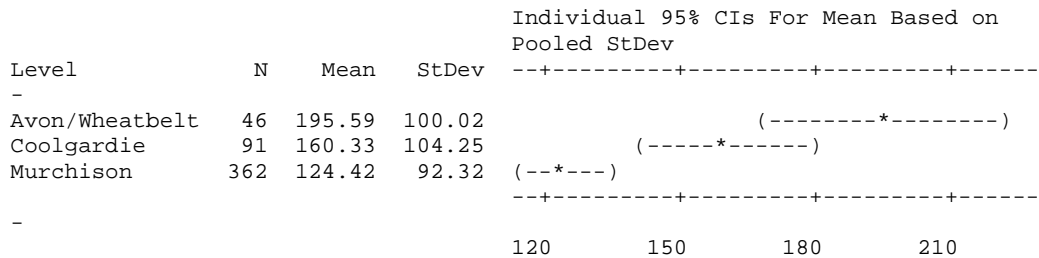 Individual 95% CIs For Mean Based on
Pooled StDev
Level N Mean StDev --+---------+---------+---------+------
-
Avon/Wheatbelt 46 195.59 100.02 (--------*--------)
Coolgardie 91 160.33 104.25 (-----*------)
Murchison 362 124.42 92.32 (--*---)
--+---------+---------+---------+------
-
120 150 180 210